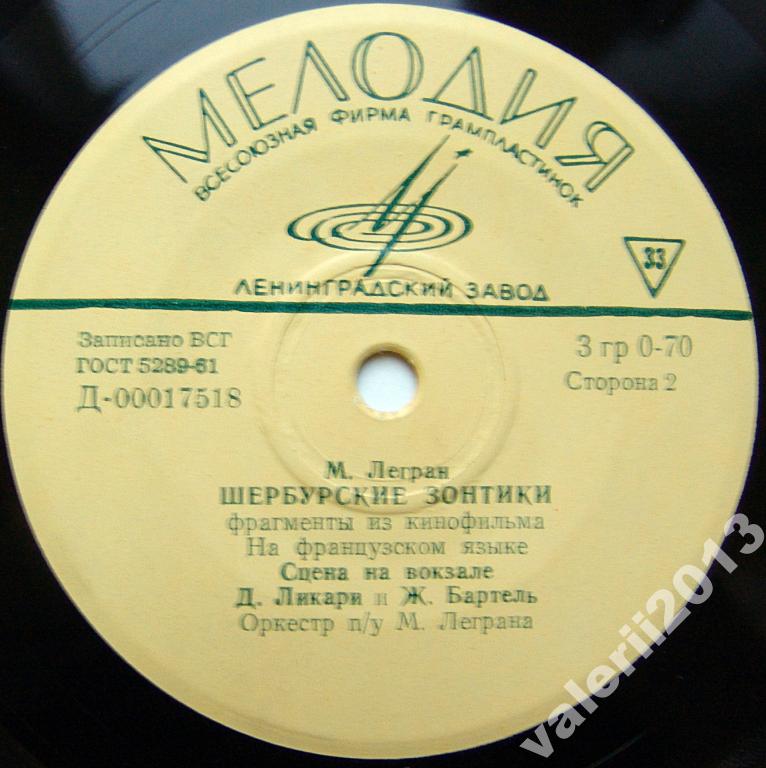 МЕЛОДИЯ
ВСЕСОЮЗНАЯ ФИРМА ГРАМПЛАСТИНОК
33
ЛЕНИНГРАДСКИЙ ЗАВОД
Записано ВСГ
ГОСТ 5289-61
Д-00017518
3 гр 0-70
Сторона 2
М. Легран
ШЕРБУРСКИЕ ЗОНТИКИ
фрагменты из кинофильма
На французском языке
Сцена на вокзале
Д. Ликари и Ж. Бартель
Оркестр п/у М. Леграна
valerii2013